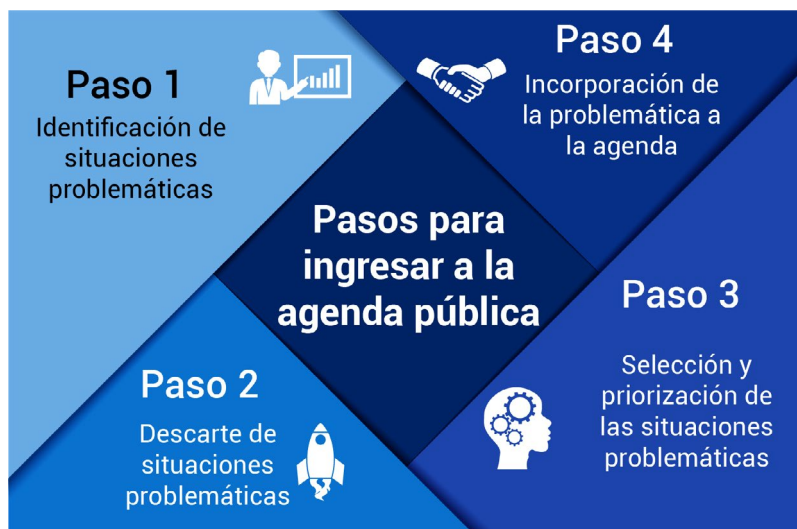 Pasos para
ingresar a la
agenda pública
Paso 1
Identificación de
situaciones
problemáticas
Paso 2
Descarte de
situaciones
problemáticas
Paso 3
Selección y
priorización de
las situaciones
problemáticas
Paso 4
Incorporación de
la problemática a
la agenda